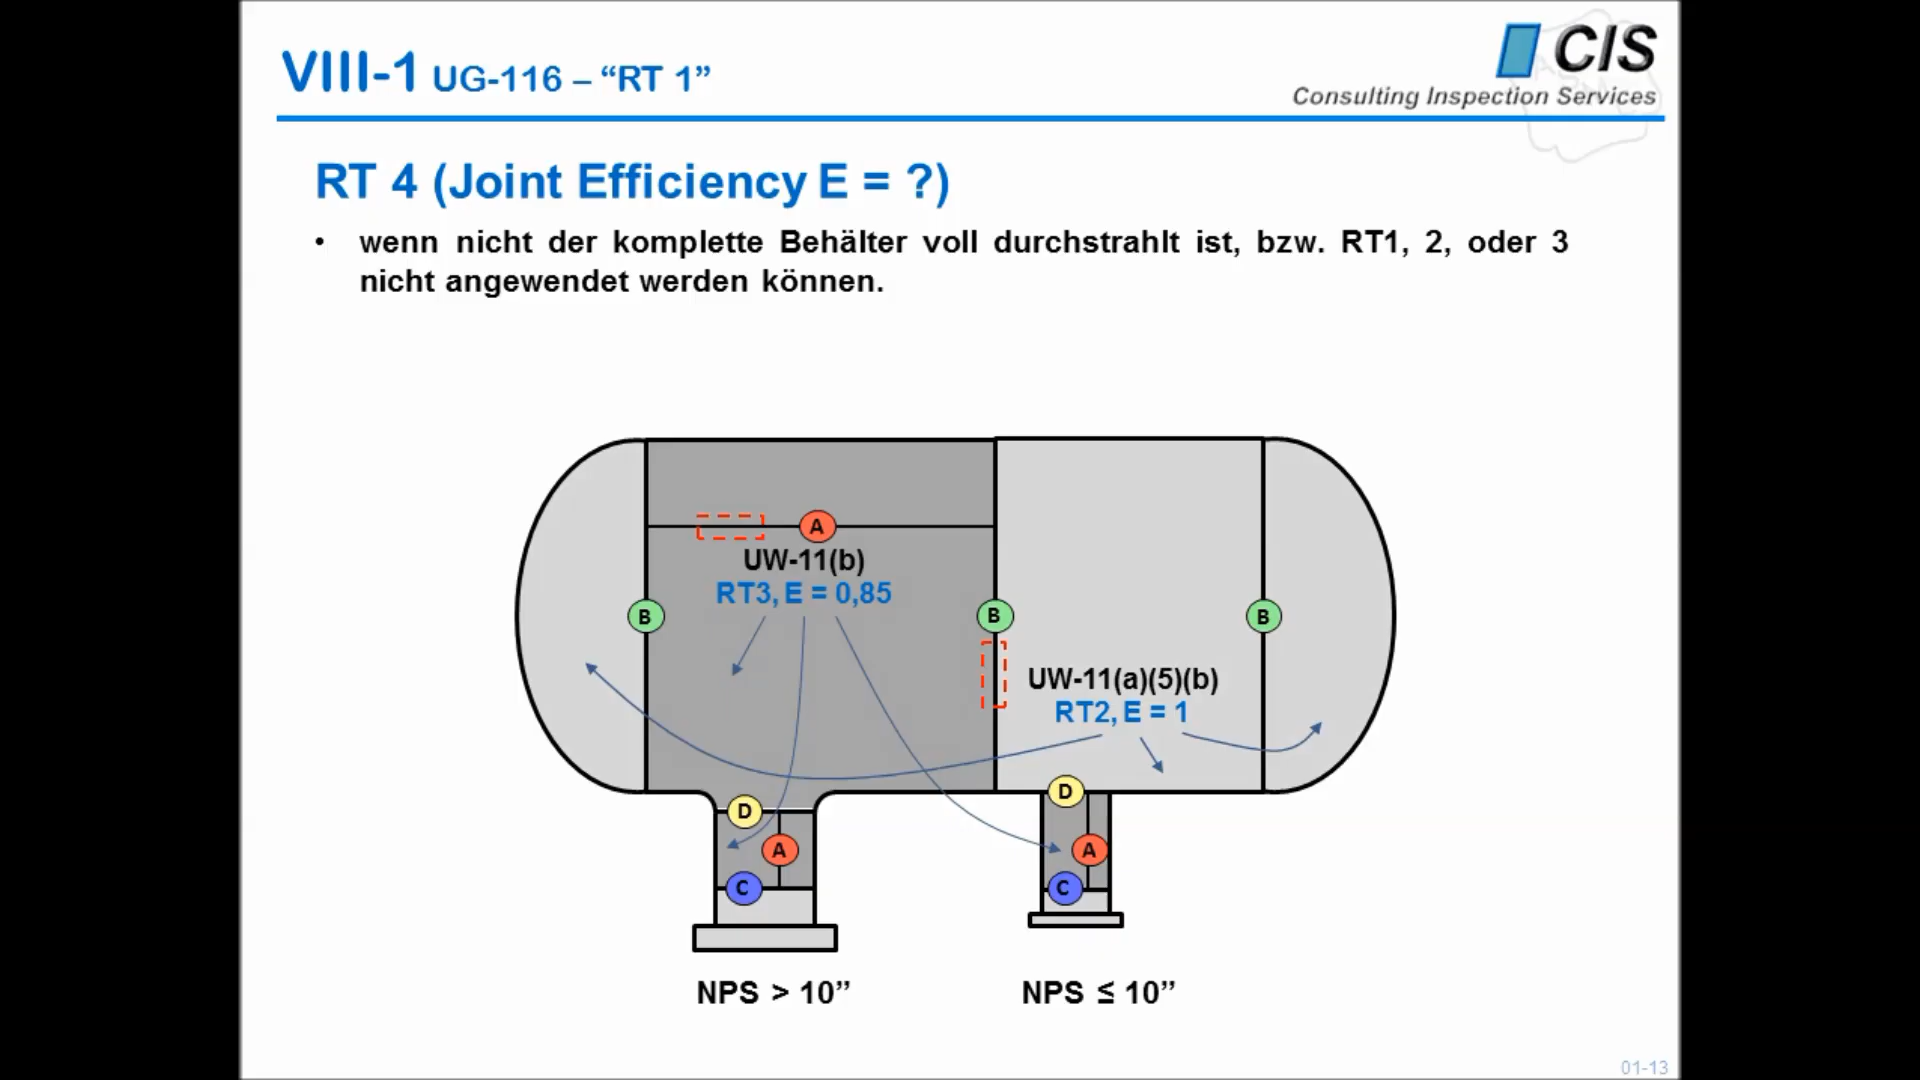 VIII-1 UG-116 – “RT 1”
CIS
Consulting Inspection Services
RT 4 (Joint Efficiency E = ?)
• wenn nicht der komplette Behälter voll durchstrahlt ist, bzw. RT1, 2, oder 3
nicht angewendet werden können.
A
UW-11(b)
RT3, E = 0,85
B
B
B
UW-11(a)(5)(b)
RT2, E = 1
D
D
A
A
C
C
NPS > 10”
NPS ≤ 10”
01-13